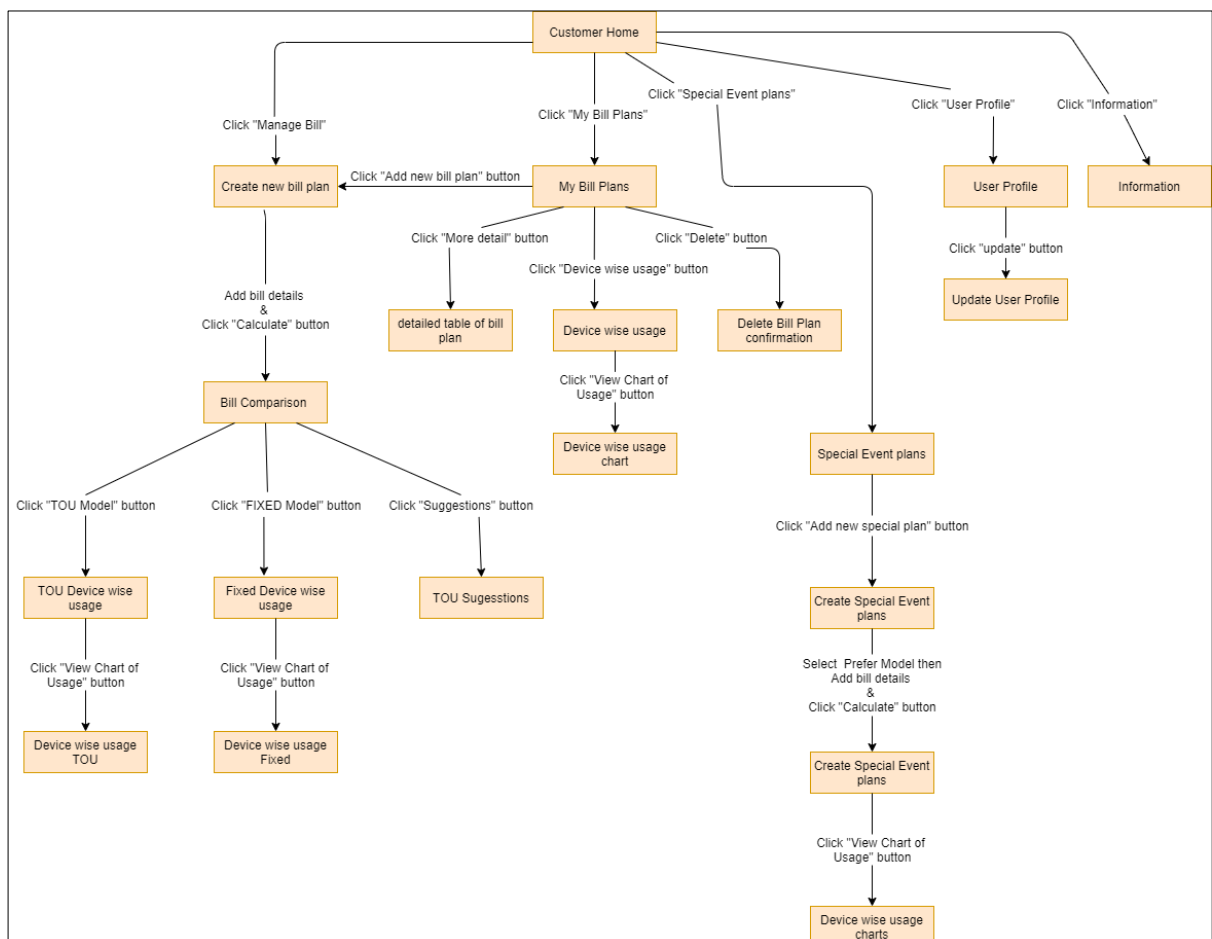 Customer Home
Click "Special Event plans"
Click "User Profile"
Click "Information"
Click "My Bill Plans"
Click "Manage Bill"
Click "Add new bill plan" button
Create new bill plan
My Bill Plans
User Profile
Information
Click "More detail" button
Click "Delete" button
Click "update" button
Click "Device wise usage" button
Add bill details
&
Click "Calculate" button
Update User Profile
detailed table of bill
plan
Device wise usage
Delete Bill Plan
confirmation
Click "View Chart of
Usage" button
Bill Comparison
Device wise usage
chart
Special Event plans
Click "TOU Model" button
Click "FIXED Model" button
Click "Suggestions" button
Click "Add new special plan" button
TOU Device wise
usage
Fixed Device wise
usage
TOU Sugesstions
Create Special Event
plans
Click "View Chart of
Usage" button
Click "View Chart of
Usage" button
Select Prefer Model then
Add bill details
&
Click "Calculate" button
Device wise usage
TOU
Device wise usage
Fixed
Create Special Event
plans
Click "View Chart of
Usage" button
Device wise usage
charts